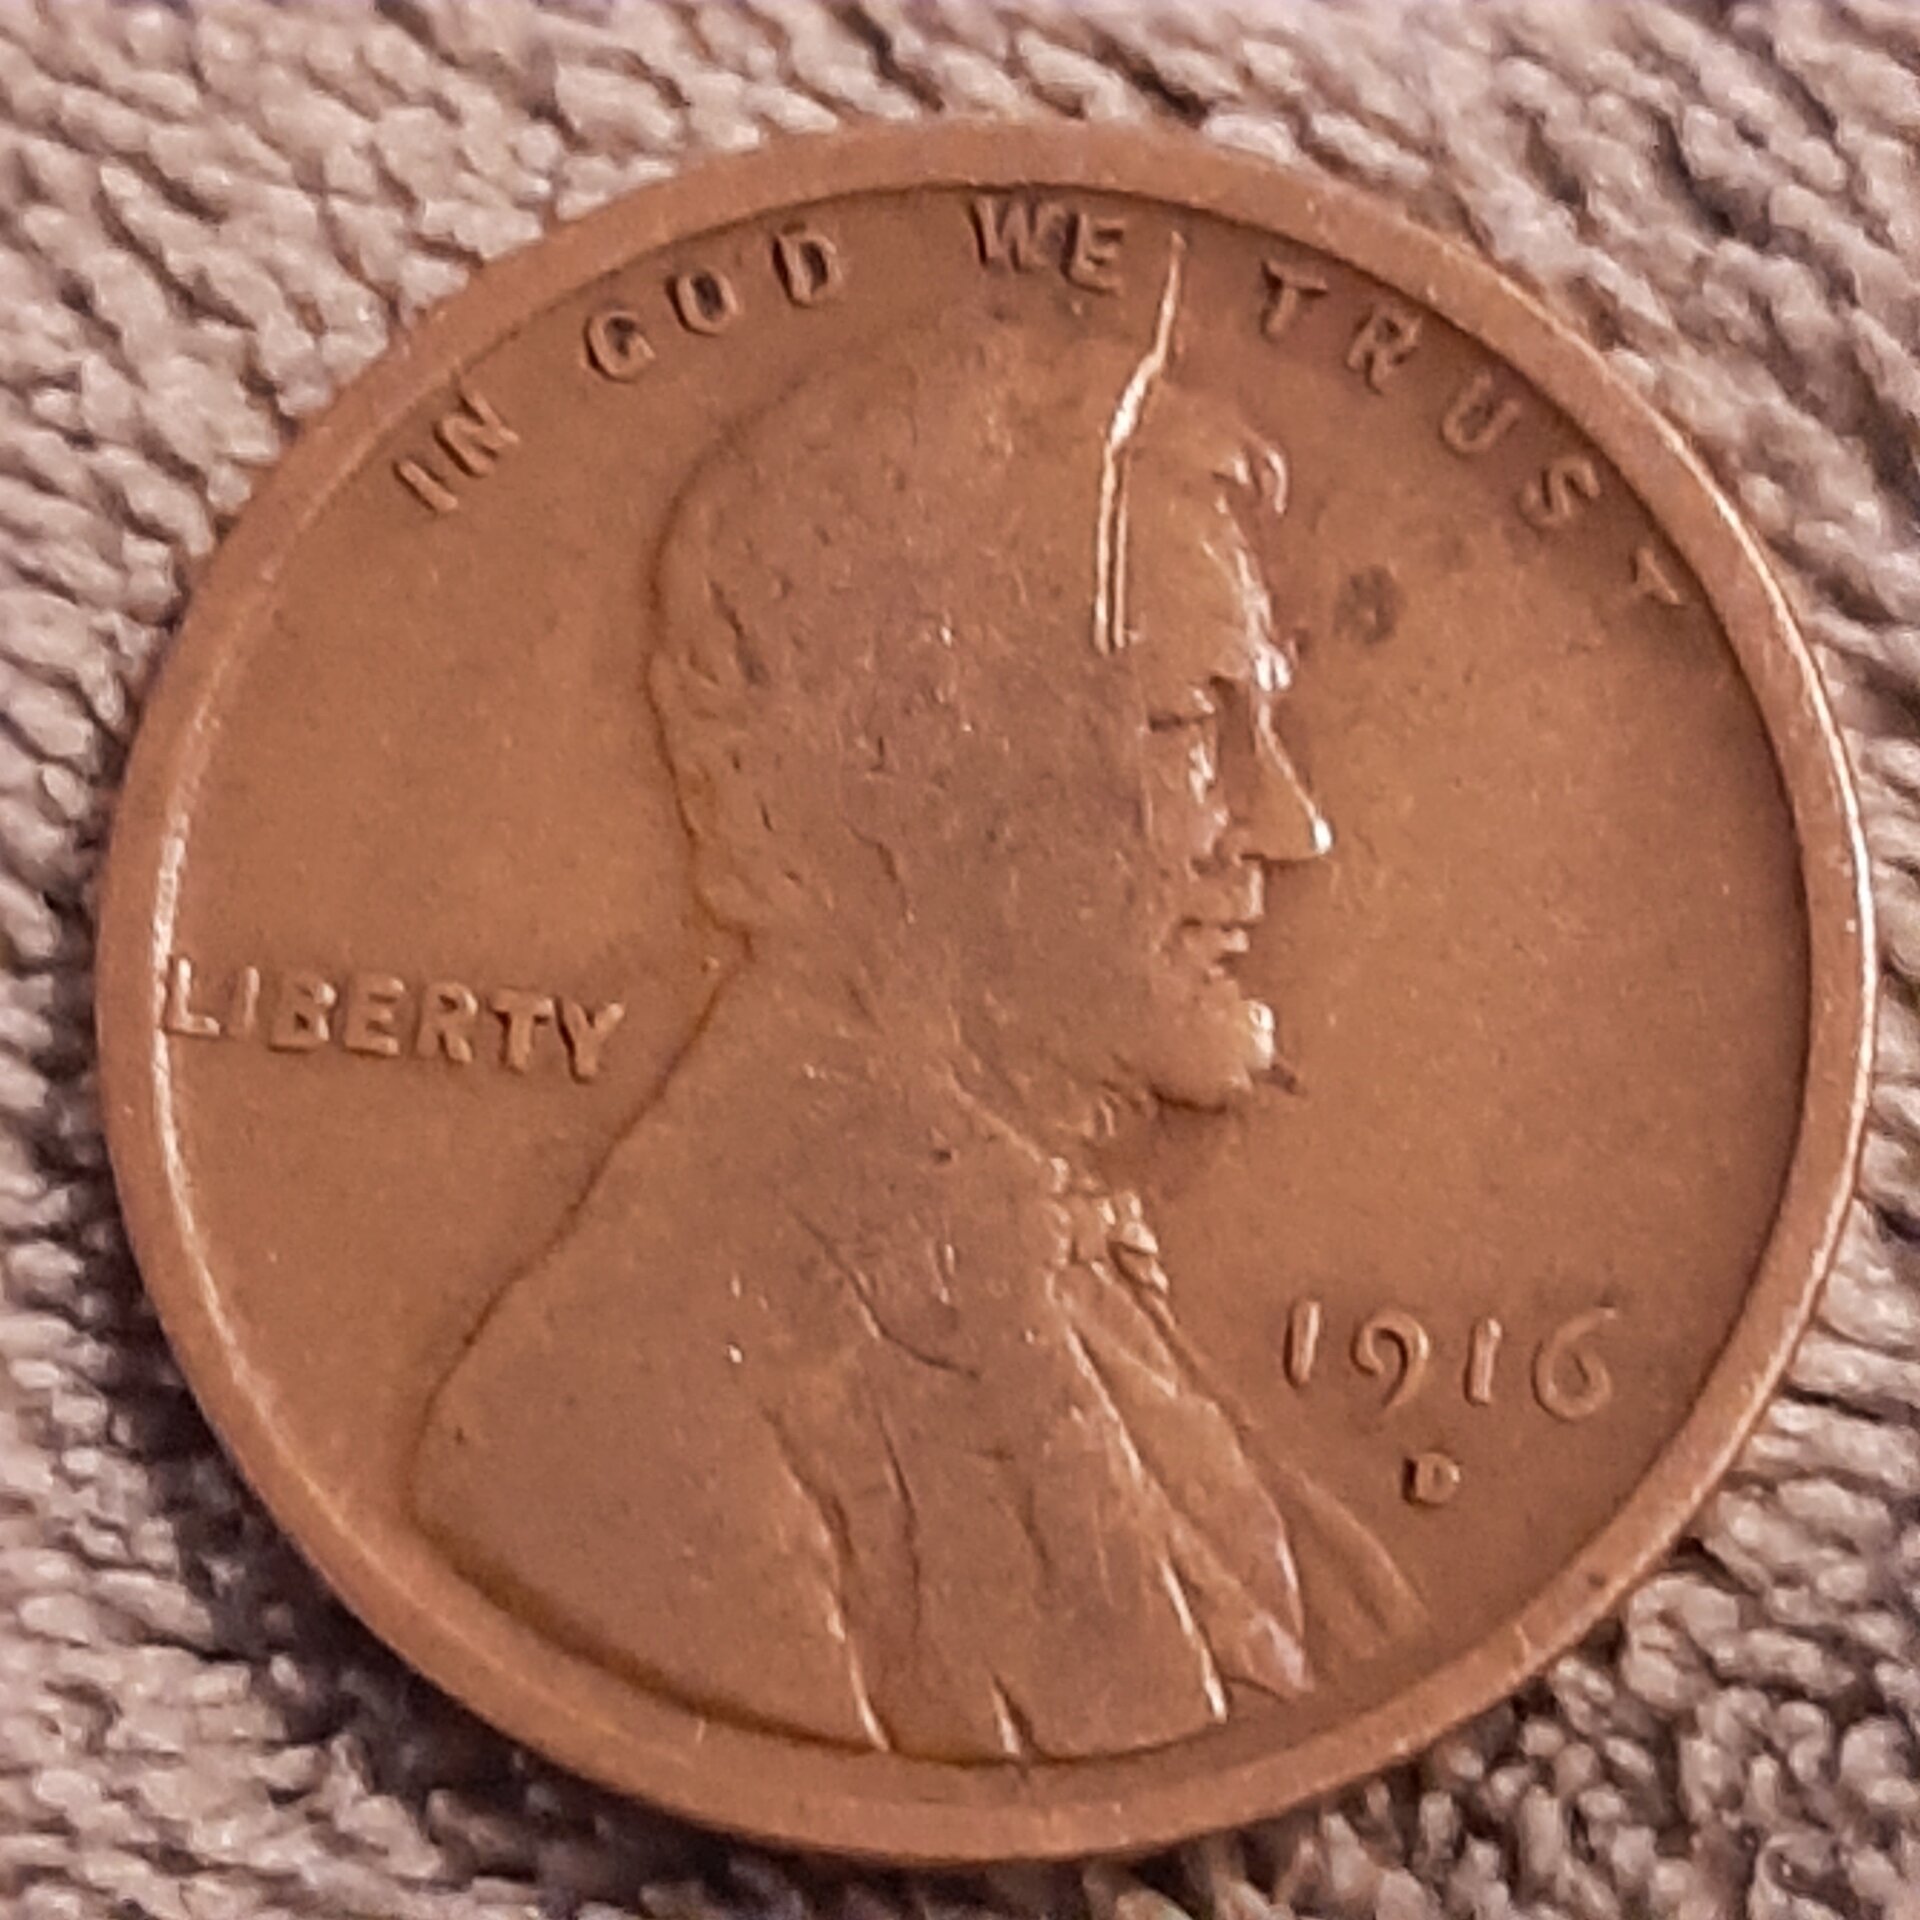 IN GOD WE TRUST
LIBERTY
1916
D